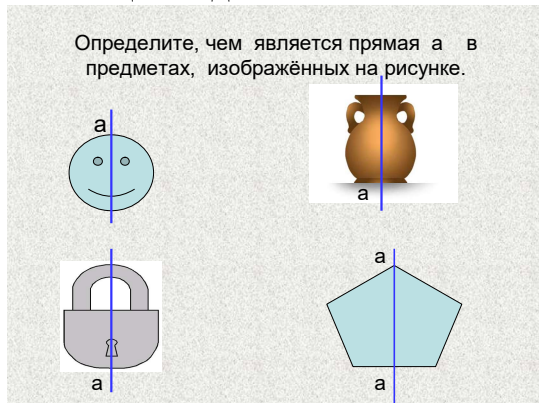 Определите, чем является прямая а в
предметах, изображённых на рисунке.
а
а
а
а
а